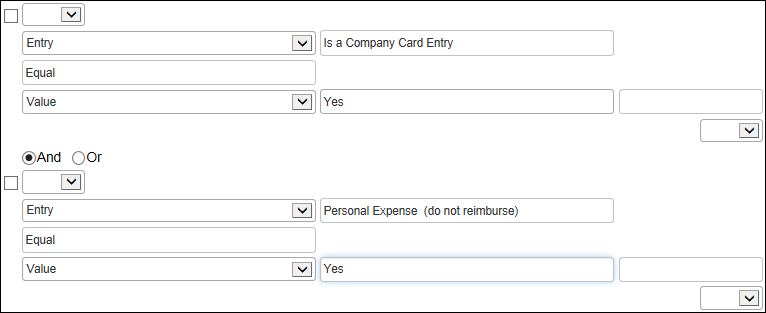 Entry Is a Company Card Entry
Equal
Value Yes
And Or
Entry Personal Expense (do not reimburse)
Equal
Value Yes